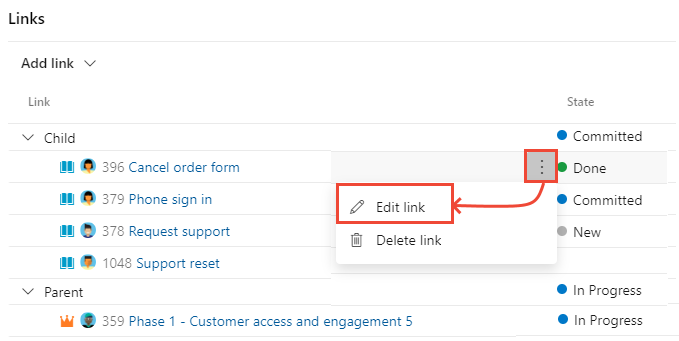 Links
Add link
Link State
Child Committed
396 Cancel order form Done
379 Phone sign in Committed
Edit link
378 Request support New
Delete link
1048 Support reset
Parent In Progress
359 Phase 1 - Customer access and engagement 5 In Progress